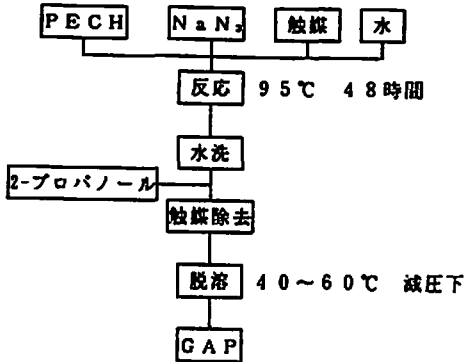 PECH
NaN₃
触媒
水
反応 95℃ 48時間
水洗
2-プロパノール
触媒除去
脱溶 40～60℃ 減圧下
GAP